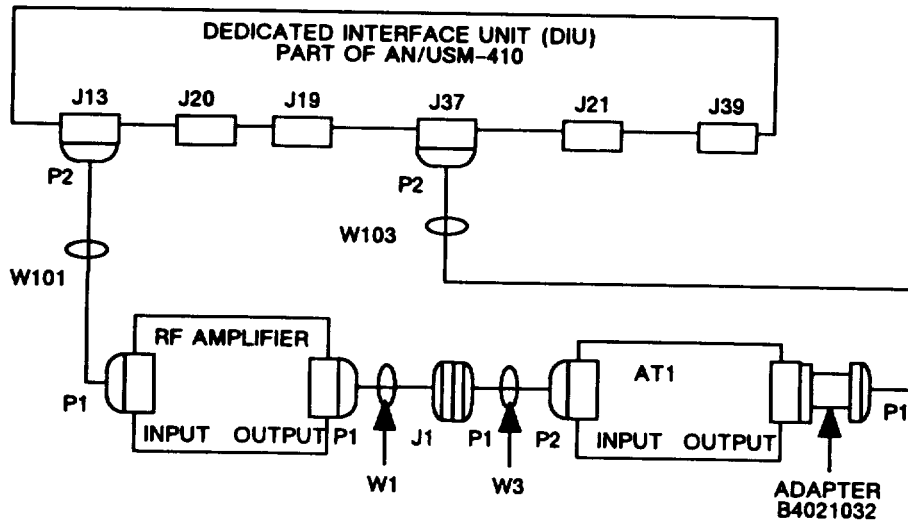 DEDICATED INTERFACE UNIT (DIU)
PART OF AN/USM-410
J13 J20 J19 J37 J21 J39
P2 P2
W103
W101
RF AMPLIFIER
AT1
P1 P1
INPUT OUTPUT P1 J1 P1 P2 INPUT OUTPUT
W1 W3 ADAPTER
B4021032